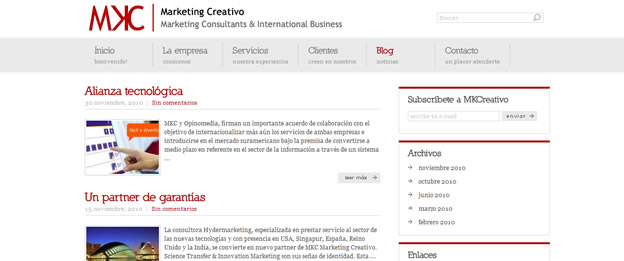 MKC
Marketing Creativo
Marketing Consultants & International Business
Buscar
Inicio
bienvenido!
La empresa
conócenos
Servicios
nuestra experiencia
Clientes
creen en nosotros
Blog
noticias
Contacto
un placer atenderte
Alianza tecnológica
30 noviembre, 2010 | Sin comentarios
fácil y divertido
MKC y Opinomedia, firman un importante acuerdo de colaboración con el
objetivo de internacionalizar más aún los servicios de ambas empresas e
introducirse en el mercado suramericano bajo la premisa de convertirse a
medio plazo en referente en el sector de la información a través de un sistema
...
leer más
Un partner de garantías
15 noviembre, 2010 | Sin comentarios
La consultora Hydermarketing, especializada en prestar servicio al sector de
las nuevas tecnologías y con presencia en USA, Singapur, España, Reino
Unido y la India, se convierte en nuevo partner de MKC Marketing Creativo.
Science Transfer & Innovation Marketing son sus señas de identidad. Esta ...
Subscríbete a MKCreativo
escribe tu e-mail
enviar
Archivos
noviembre 2010
octubre 2010
junio 2010
marzo 2010
febrero 2010
Enlaces